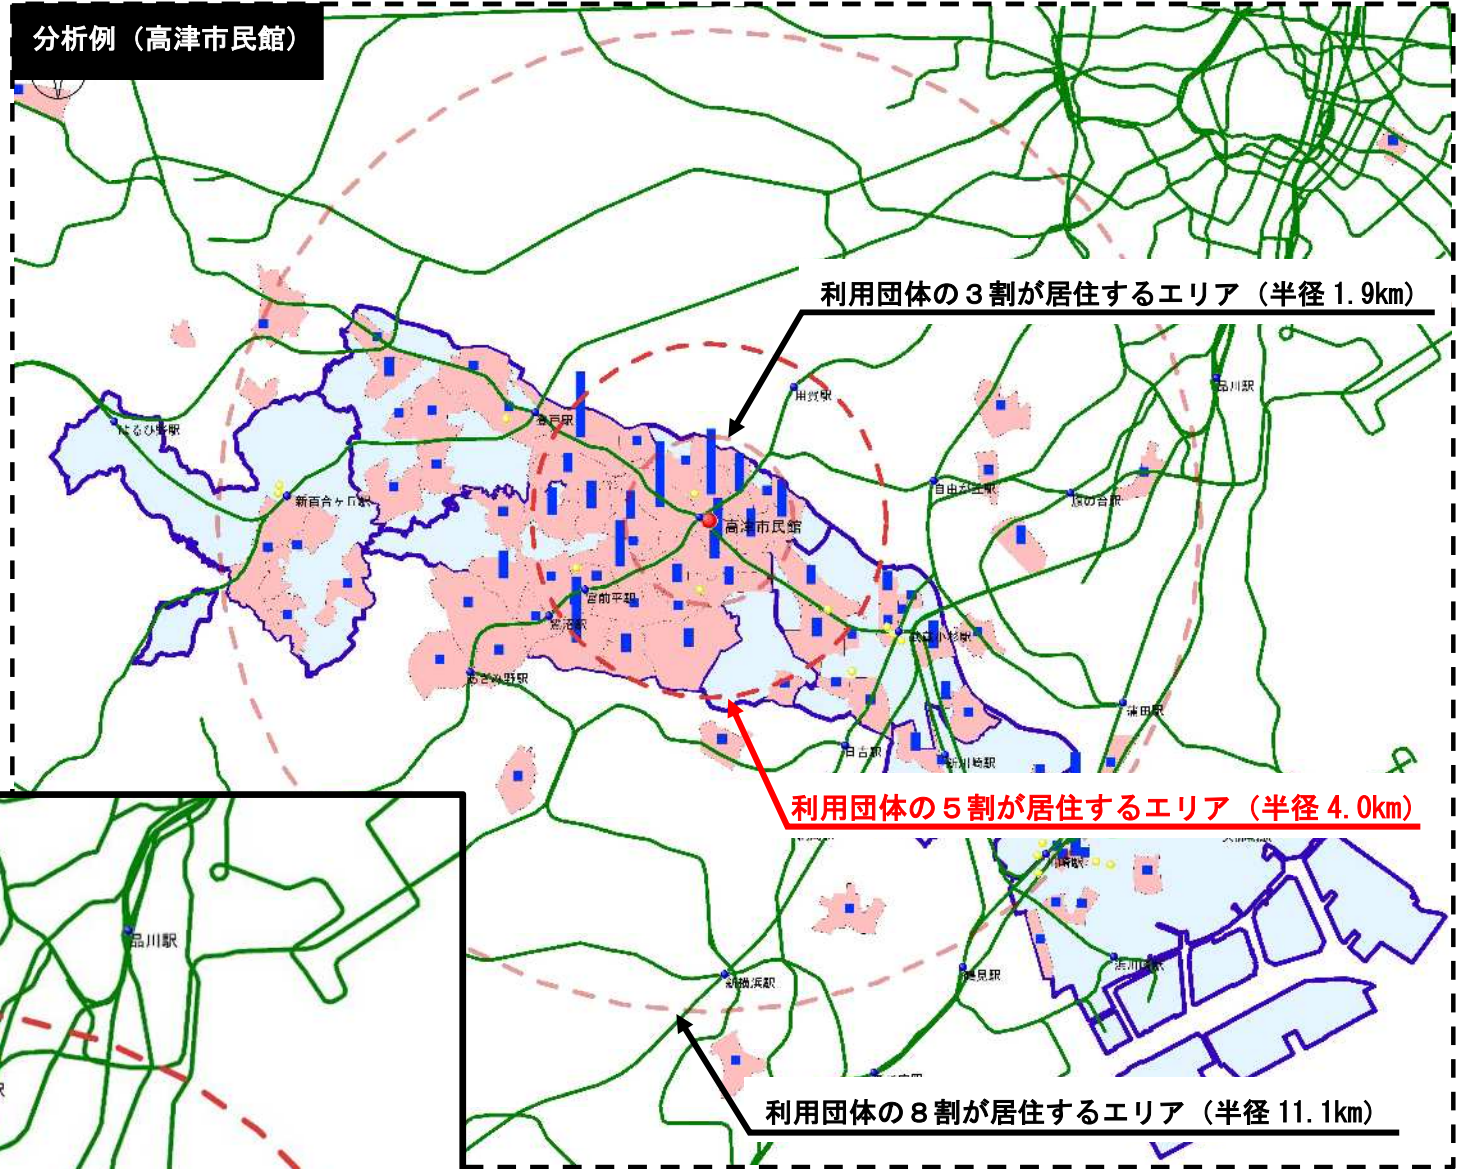 分析例（高津市民館）
利用団体の３割が居住するエリア（半径 1.9km）
品川駅
用賀駅
登戸駅
はるひ野駅
自由が丘駅
旗の台駅
新百合ヶ丘駅
高津市民館
宮前平駅
鷺沼駅
武蔵小杉駅
あざみ野駅
蒲田駅
日吉駅
新川崎駅
利用団体の５割が居住するエリア（半径 4.0km）
川崎駅
品川駅
浜川崎駅
鶴見駅
新横浜駅
駅
利用団体の８割が居住するエリア（半径 11.1km）